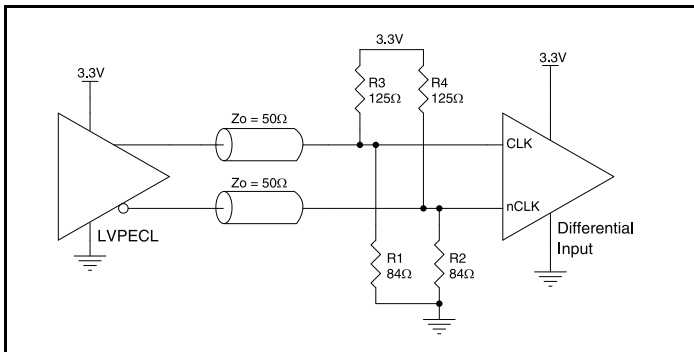 3.3V
3.3V
3.3V
R3
125Ω
R4
125Ω
Zo = 50Ω
CLK
Zo = 50Ω
nCLK
LVPECL
Differential
Input
R1
84Ω
R2
84Ω